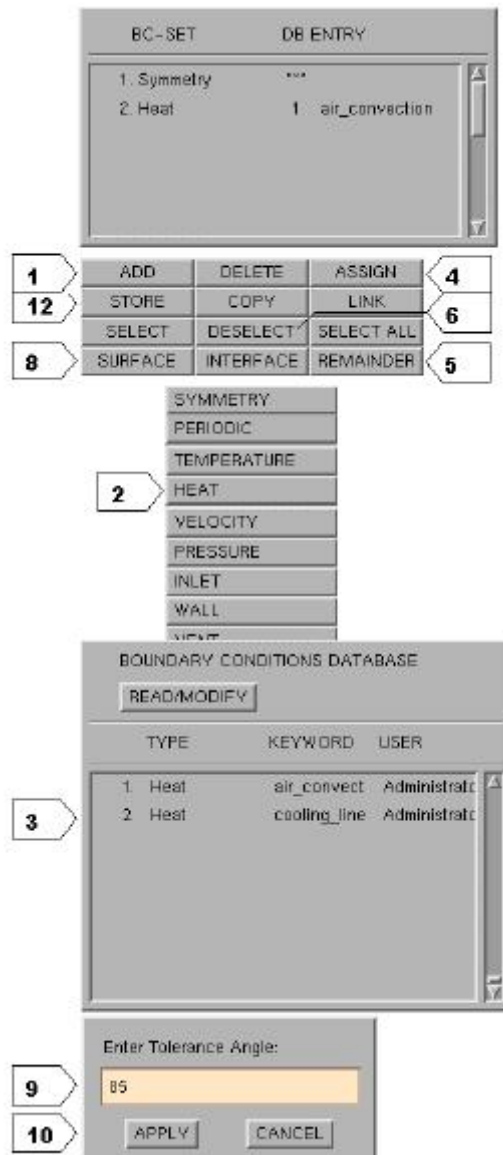 BC-SET DB ENTRY
1. Symmetry ***
2. Heat 1 air_convection
1 ADD DELETE ASSIGN 4
12 STORE COPY LINK
SELECT DESELECT SELECT ALL 6
8 SURFACE INTERFACE REMAINDER 5
SYMMETRY
PERIODIC
TEMPERATURE
2 HEAT
VELOCITY
PRESSURE
INLET
WALL
VENT
BOUNDARY CONDITIONS DATABASE
READ/MODIFY
TYPE KEYWORD USER
1 Heat air_convect Administratc
3 2 Heat cooling_line Administratc
Enter Tolerance Angle:
9 85
10 APPLY CANCEL